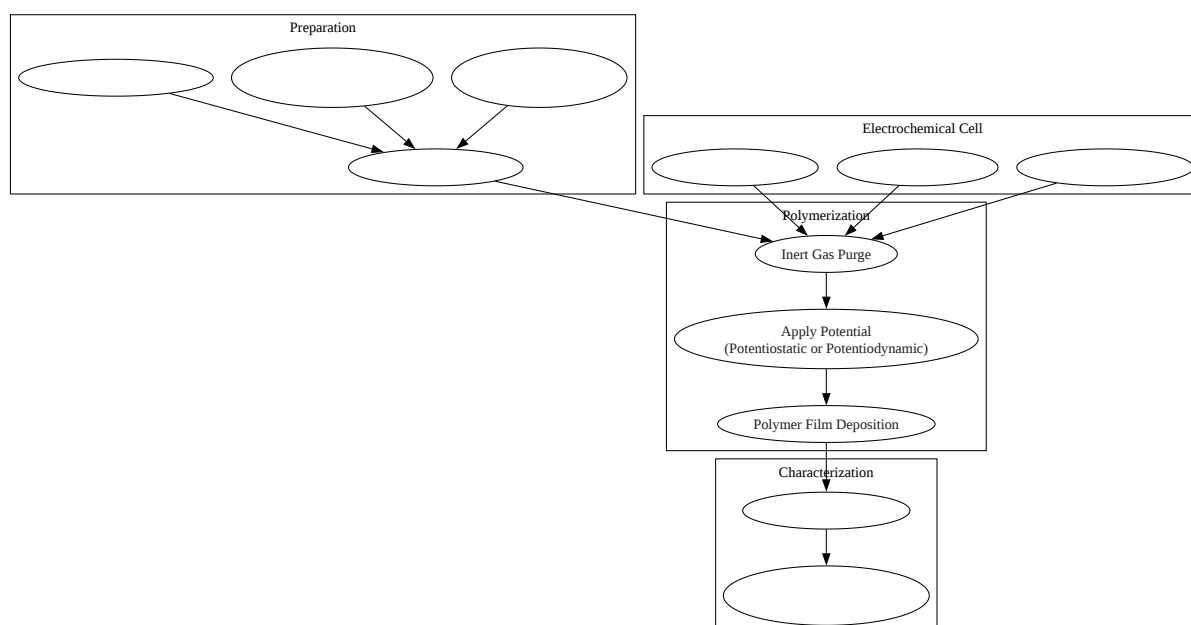 Preparation
Electrochemical Cell
Polymerization
Inert Gas Purge
Apply Potential
(Potentiostatic or Potentiodynamic)
Polymer Film Deposition
Characterization